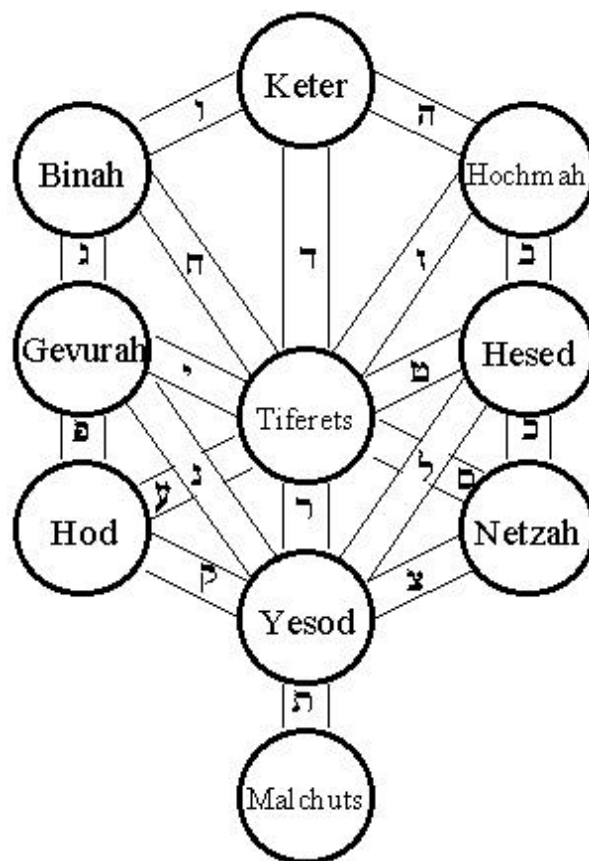 Keter
ו
ה
Binah
Hochmah
ג
ח
ד
ז
ב
Gevurah
Hesed
י
ט
Tiferets
פ
כ
ע
נ
ר
ל
ם
Hod
Netzah
ק
צ
Yesod
ת
Malchuts